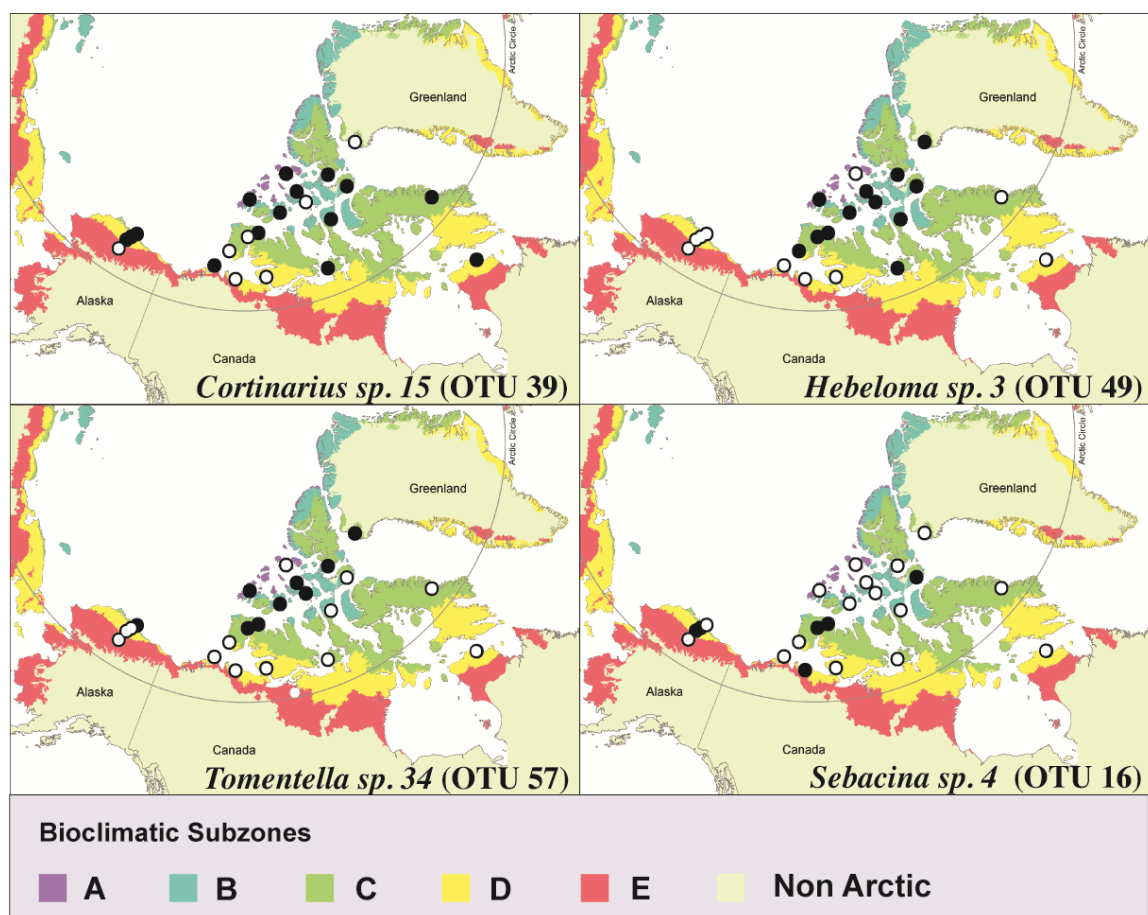 Greenland
Arctic Circle
Alaska
Canada
Cortinarius sp. 15 (OTU 39)
Greenland
Arctic Circle
Alaska
Canada
Hebeloma sp. 3 (OTU 49)
Greenland
Arctic Circle
Alaska
Canada
Tomentella sp. 34 (OTU 57)
Greenland
Arctic Circle
Alaska
Canada
Sebacina sp. 4 (OTU 16)
Bioclimatic Subzones
A B C D E Non Arctic